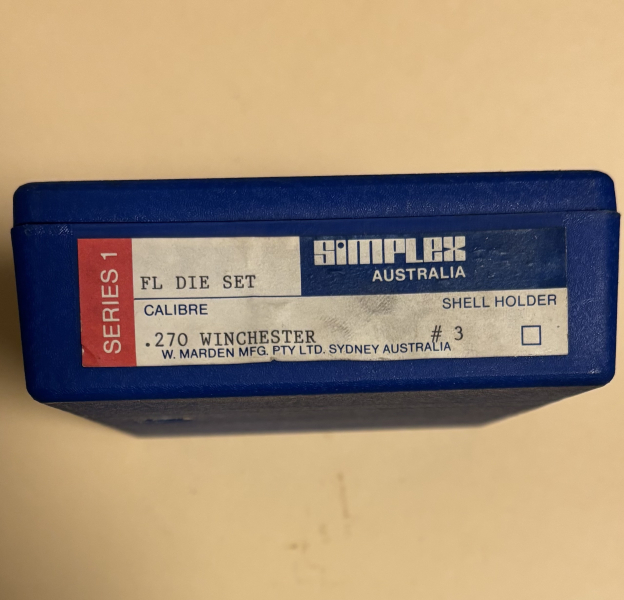 SERIES 1
SIMPLEX
AUSTRALIA
FL DIE SET
CALIBRE
SHELL HOLDER
.270 WINCHESTER # 3
W. MARDEN MFG. PTY LTD. SYDNEY AUSTRALIA